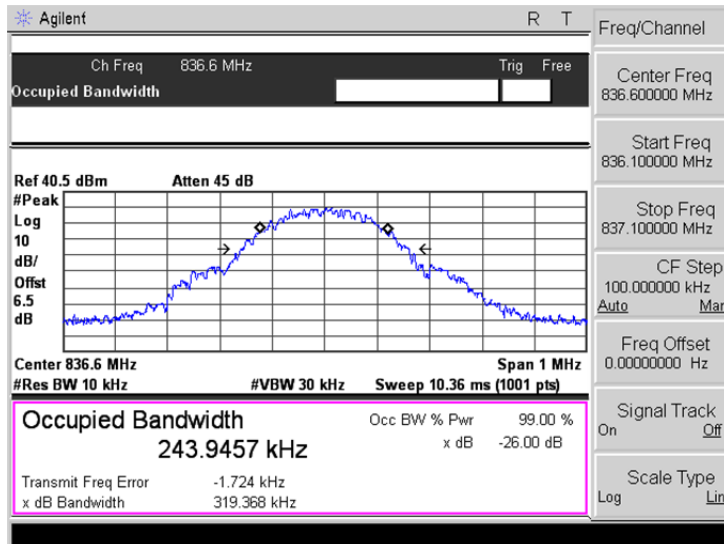 Agilent R T
Ch Freq 836.6 MHz Trig Free
Occupied Bandwidth
Ref 40.5 dBm Atten 45 dB
#Peak
Log
10
dB/
Offst
6.5
dB
Center 836.6 MHz Span 1 MHz
#Res BW 10 kHz #VBW 30 kHz Sweep 10.36 ms (1001 pts)
Occupied Bandwidth Occ BW % Pwr 99.00 %
243.9457 kHz x dB -26.00 dB
Transmit Freq Error -1.724 kHz
x dB Bandwidth 319.368 kHz
Freq/Channel
Center Freq
836.600000 MHz
Start Freq
836.100000 MHz
Stop Freq
837.100000 MHz
CF Step
100.000000 kHz
Auto Mar
Freq Offset
0.00000000 Hz
Signal Track
On Off
Scale Type
Log Lin